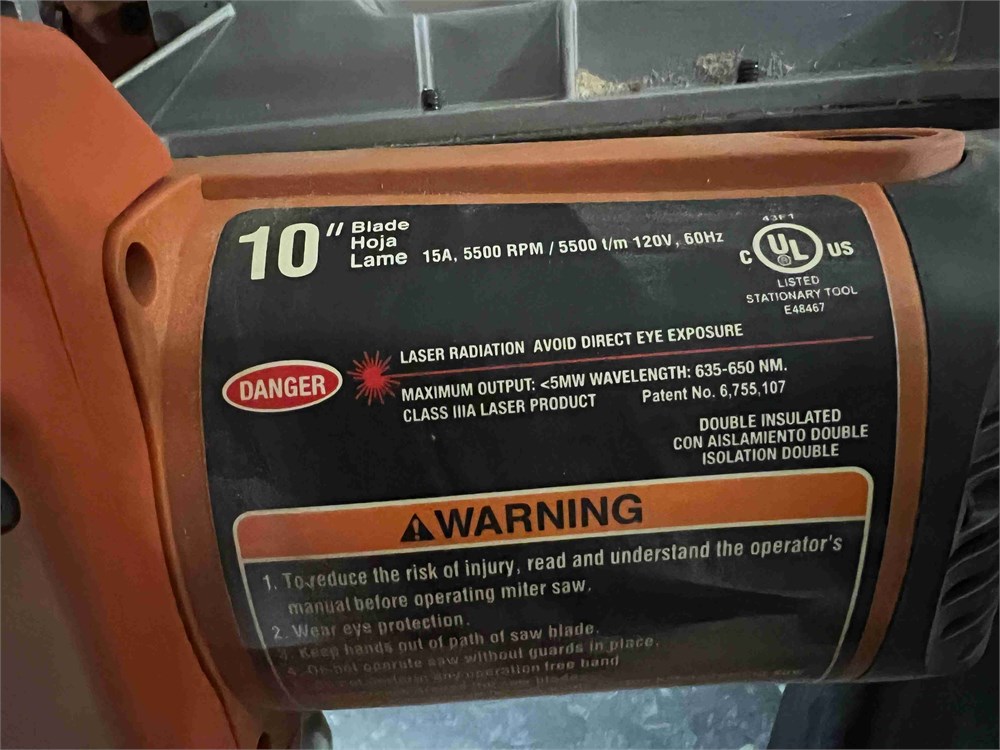 10" Blade
Hoja
Lame
15A, 5500 RPM / 5500 t/m 120V, 60Hz
43F1
C UL US
LISTED
STATIONARY TOOL
E48467
DANGER
LASER RADIATION AVOID DIRECT EYE EXPOSURE
MAXIMUM OUTPUT: <5MW WAVELENGTH: 635-650 NM.
CLASS IIIA LASER PRODUCT
Patent No. 6,755,107
DOUBLE INSULATED
CON AISLAMIENTO DOUBLE
ISOLATION DOUBLE
WARNING
1. To reduce the risk of injury, read and understand the operator's
manual before operating miter saw.
2. Wear eye protection.
3. Keep hands out of path of saw blade.
4. Do not operate saw without guards in place.
any operation free hand